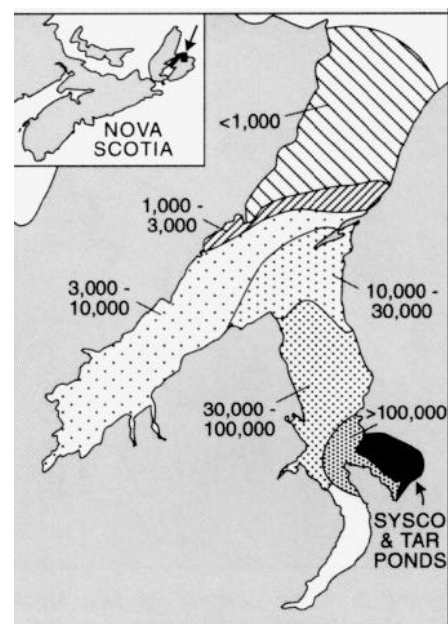 NOVA
SCOTIA
<1,000
1,000 -
3,000
3,000 -
10,000
10,000 -
30,000
30,000 -
100,000
>100,000
SYSCO
& TAR
PONDS